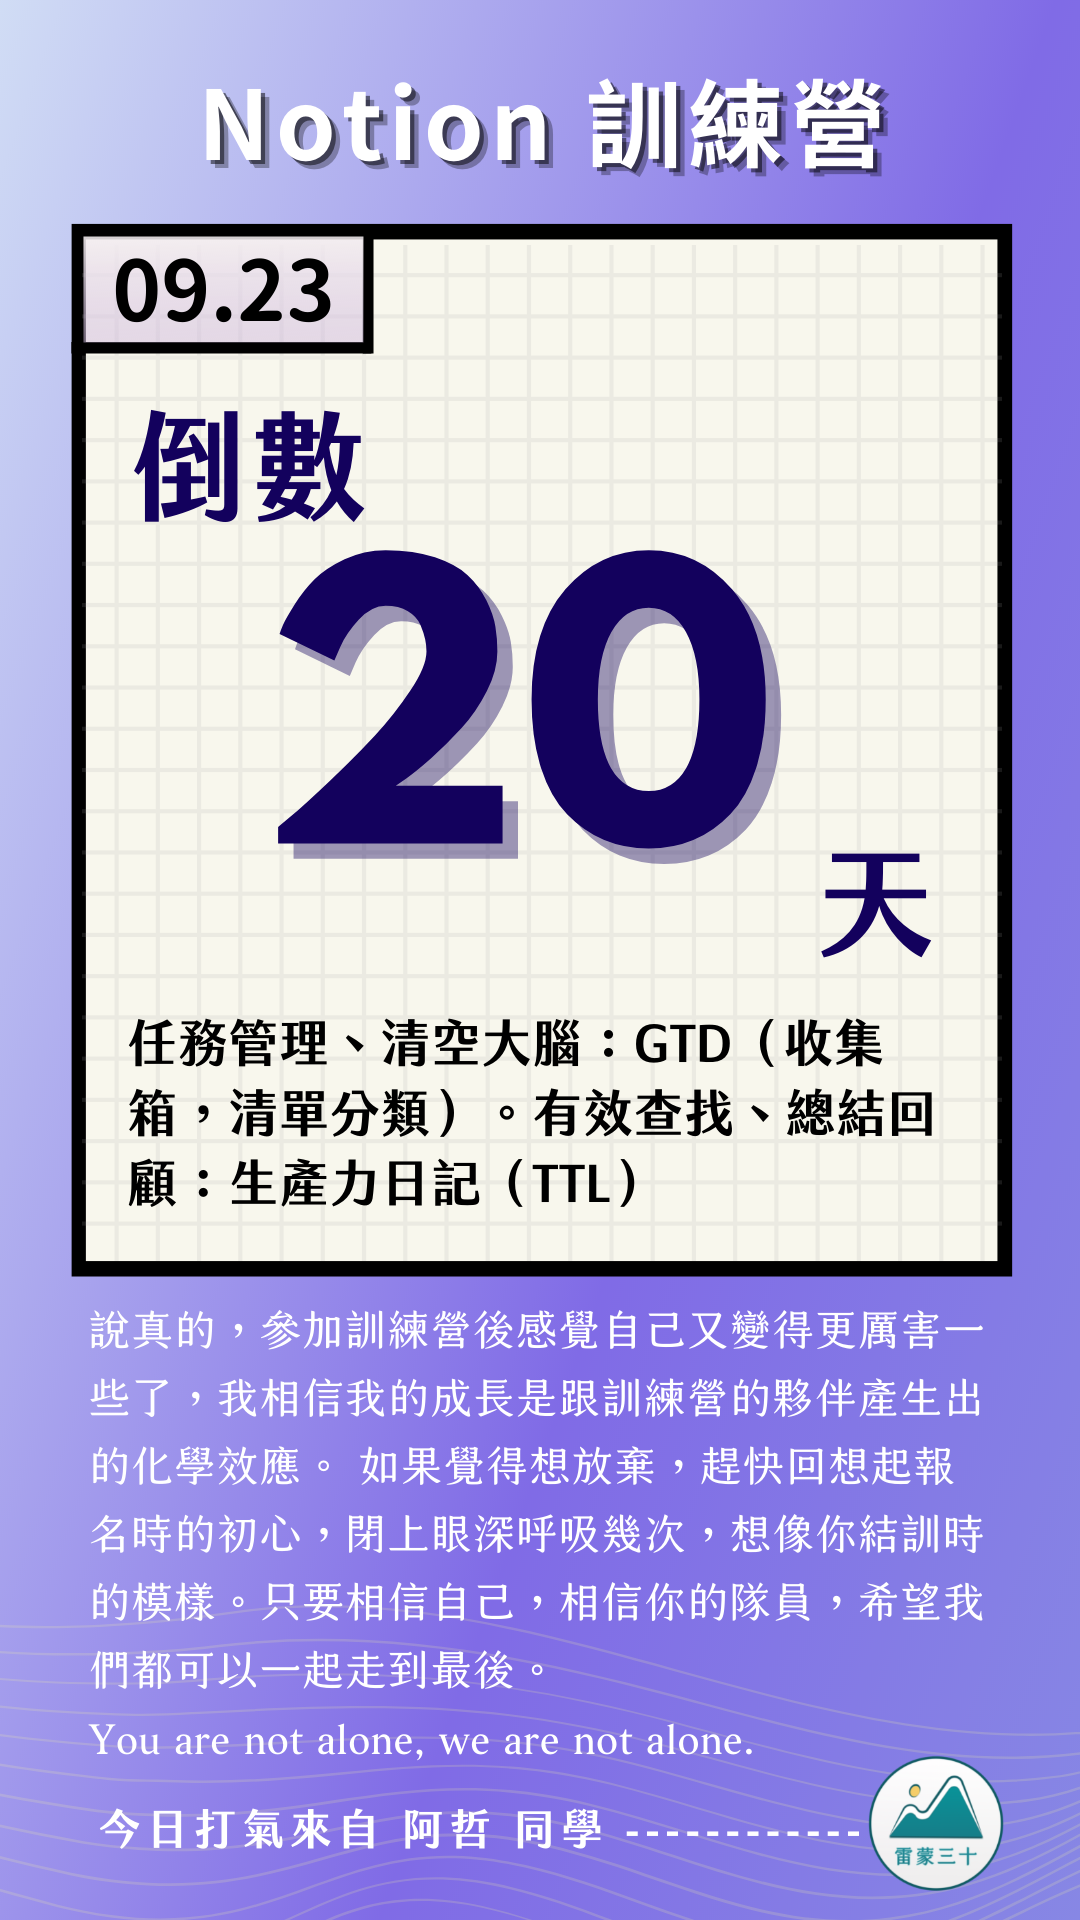 Notion 訓練營
09.23
倒數
20
天
任務管理、清空大腦：GTD（收集
箱，清單分類）。有效查找、總結回
顧：生產力日記（TTL）
說真的，參加訓練營後感覺自己又變得更厲害一
些了，我相信我的成長是跟訓練營的夥伴產生出
的化學效應。 如果覺得想放棄，趕快回想起報
名時的初心，閉上眼深呼吸幾次，想像你結訓時
的模樣。只要相信自己，相信你的隊員，希望我
們都可以一起走到最後。
You are not alone, we are not alone.
今日打氣來自 阿哲 同學 ------------
雷蒙三十